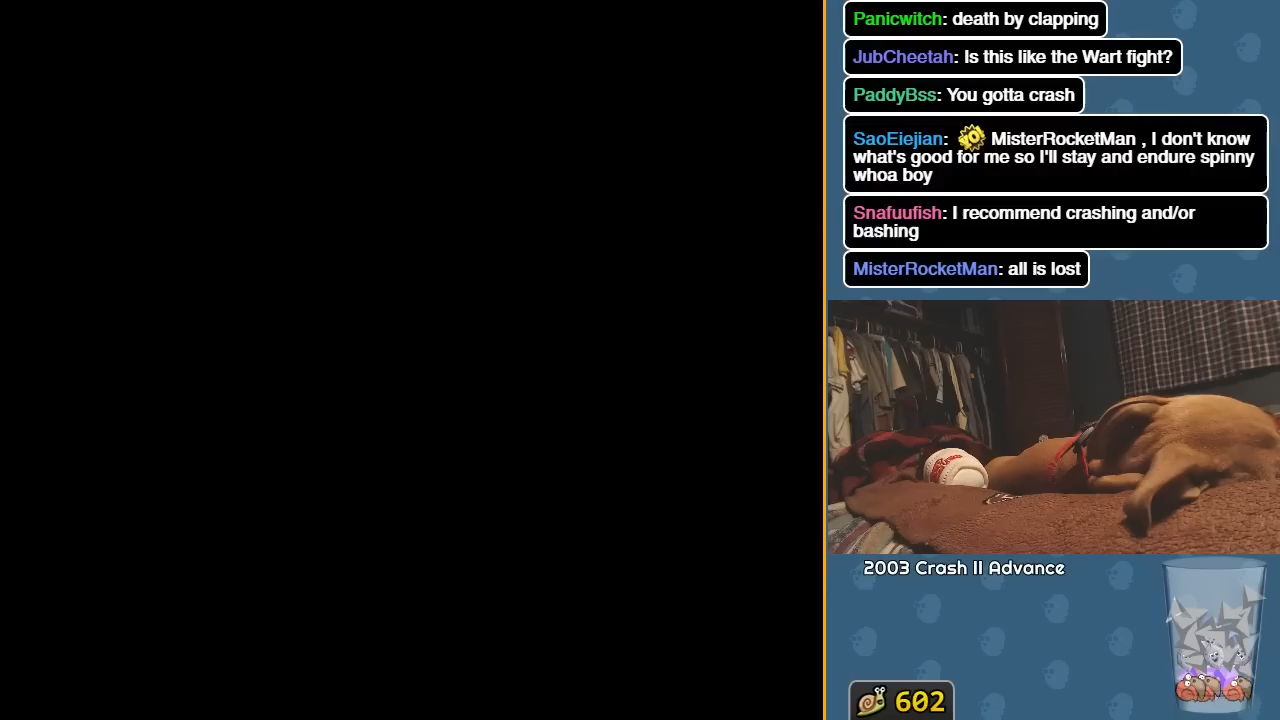 Panicwitch: death by clapping
JubCheetah: Is this like the Wart fight?
PaddyBss: You gotta crash
SaoEiejian: YO! MisterRocketMan , I don't know
what's good for me so I'll stay and endure spinny
whoa boy
Snafuufish: I recommend crashing and/or
bashing
MisterRocketMan: all is lost
2003 Crash II Advance
602